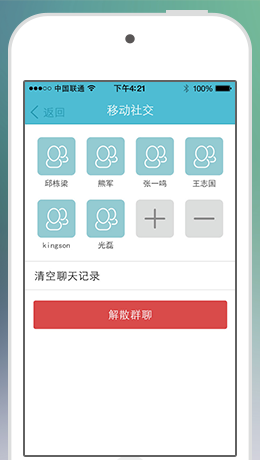 中国联通 下午4:21 100%
返回 移动社交
邱栋梁 熊军 张一鸣 王志国
kingson 光磊
清空聊天记录
解散群聊